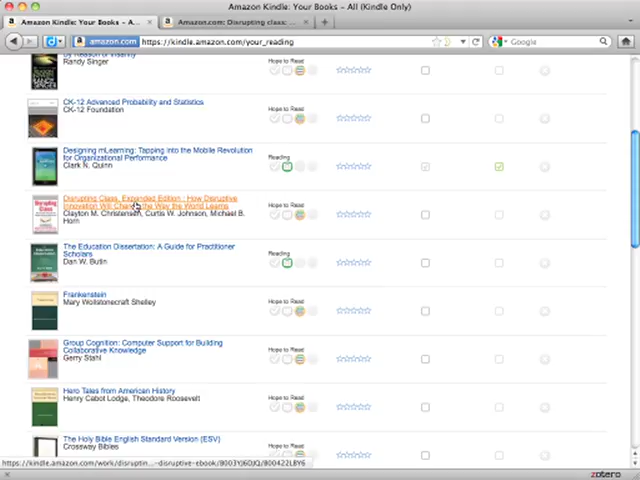 Amazon Kindle: Your Books – All (Kindle Only)
Amazon Kindle: Your Books – A...
Amazon.com: Disrupting class: ...
amazon.com
https://kindle.amazon.com/your_reading
Google
By Reason of Insanity
Randy Singer
Hope to Read
CK-12 Advanced Probability and Statistics
CK-12 Foundation
Hope to Read
Designing mLearning: Tapping into the Mobile Revolution
for Organizational Performance
Clark N. Quinn
Reading
Disrupting Class, Expanded Edition : How Disruptive
Innovation Will Change the Way the World Learns
Clayton M. Christensen, Curtis W. Johnson, Michael B.
Horn
Hope to Read
The Education Dissertation: A Guide for Practitioner
Scholars
Dan W. Butin
Reading
Frankenstein
Mary Wollstonecraft Shelley
Hope to Read
Group Cognition: Computer Support for Building
Collaborative Knowledge
Gerry Stahl
Hope to Read
Hero Tales from American History
Henry Cabot Lodge, Theodore Roosevelt
Hope to Read
The Holy Bible English Standard Version (ESV)
Crossway Bibles
Hope to Read
zotero